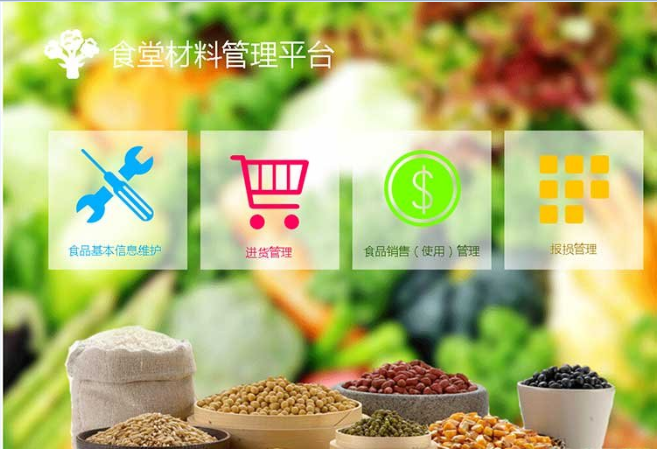 食堂材料管理平台
食品基本信息维护
进货管理
食品销售（使用）管理
报损管理